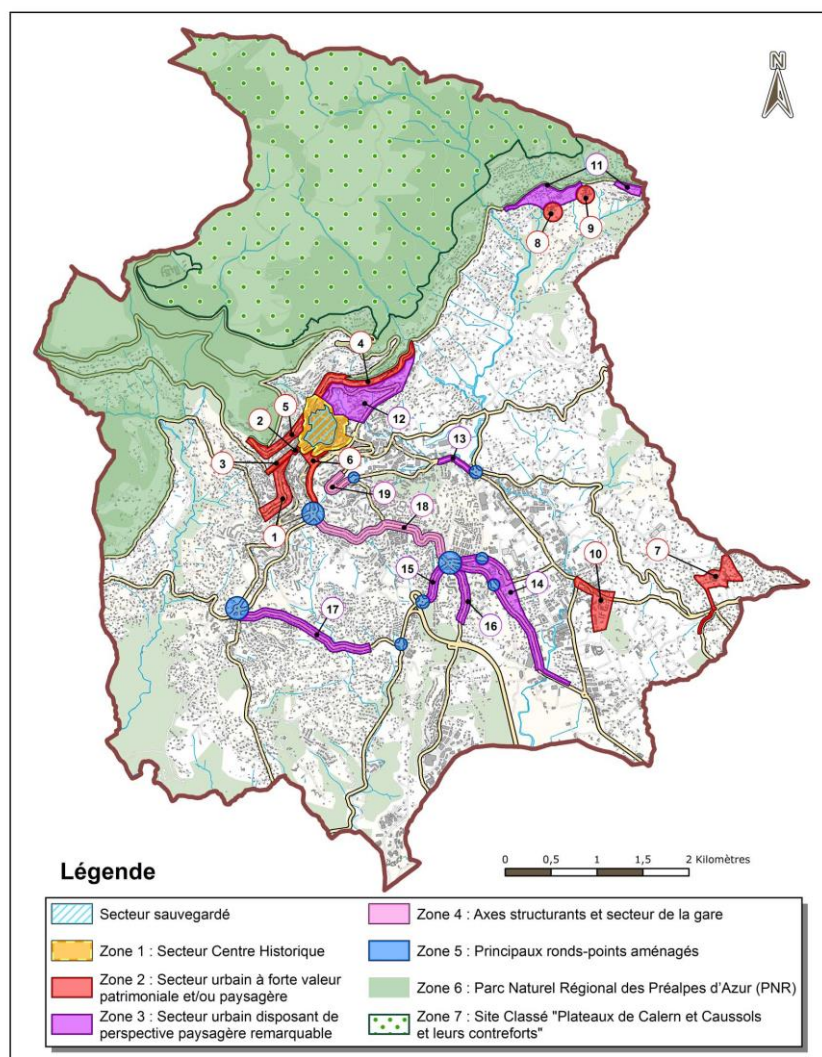 N
11
8
9
4
2
5
12
3
6
13
19
18
1
10
7
15
14
16
17
Légende
0 0,5 1 1,5 2 Kilomètres
Secteur sauvegardé
Zone 1 : Secteur Centre Historique
Zone 2 : Secteur urbain à forte valeur
patrimoniale et/ou paysagère
Zone 3 : Secteur urbain disposant de
perspective paysagère remarquable
Zone 4 : Axes structurants et secteur de la gare
Zone 5 : Principaux ronds-points aménagés
Zone 6 : Parc Naturel Régional des Préalpes d'Azur (PNR)
Zone 7 : Site Classé "Plateaux de Calern et Caussols
et leurs contreforts"